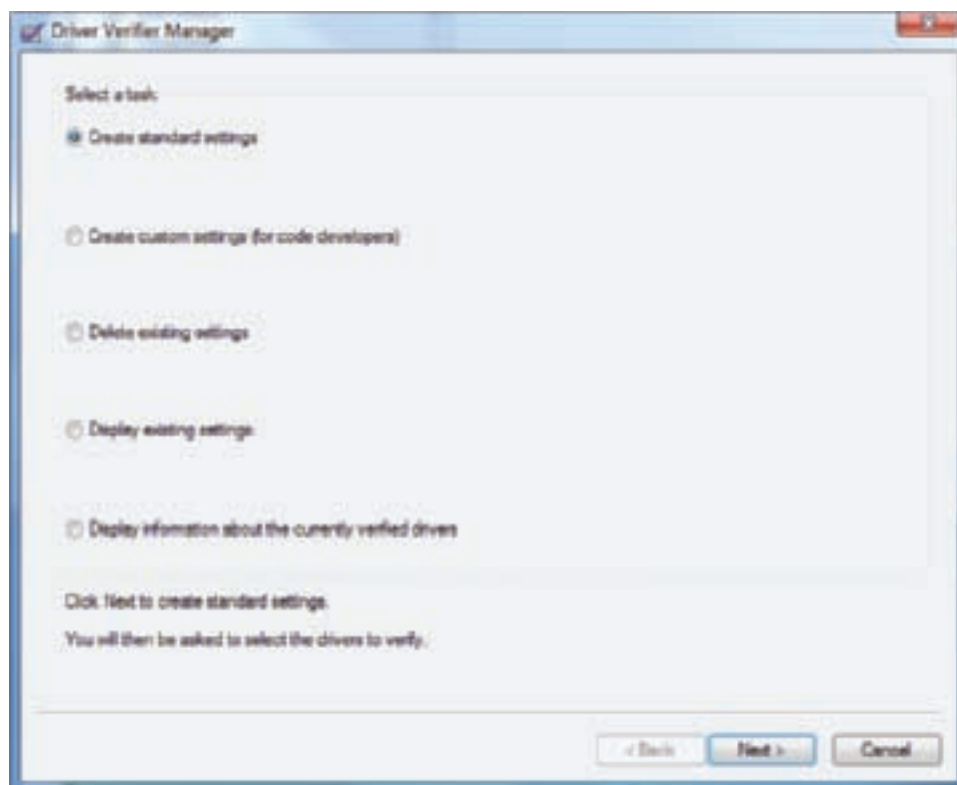 Driver Verifier Manager
Select a task
Create standard settings
Create custom settings (for code developers)
Delete existing settings
Display existing settings
Display information about the currently verified drivers
Click Next to create standard settings.
You will then be asked to select the drivers to verify.
< Back
Next >
Cancel